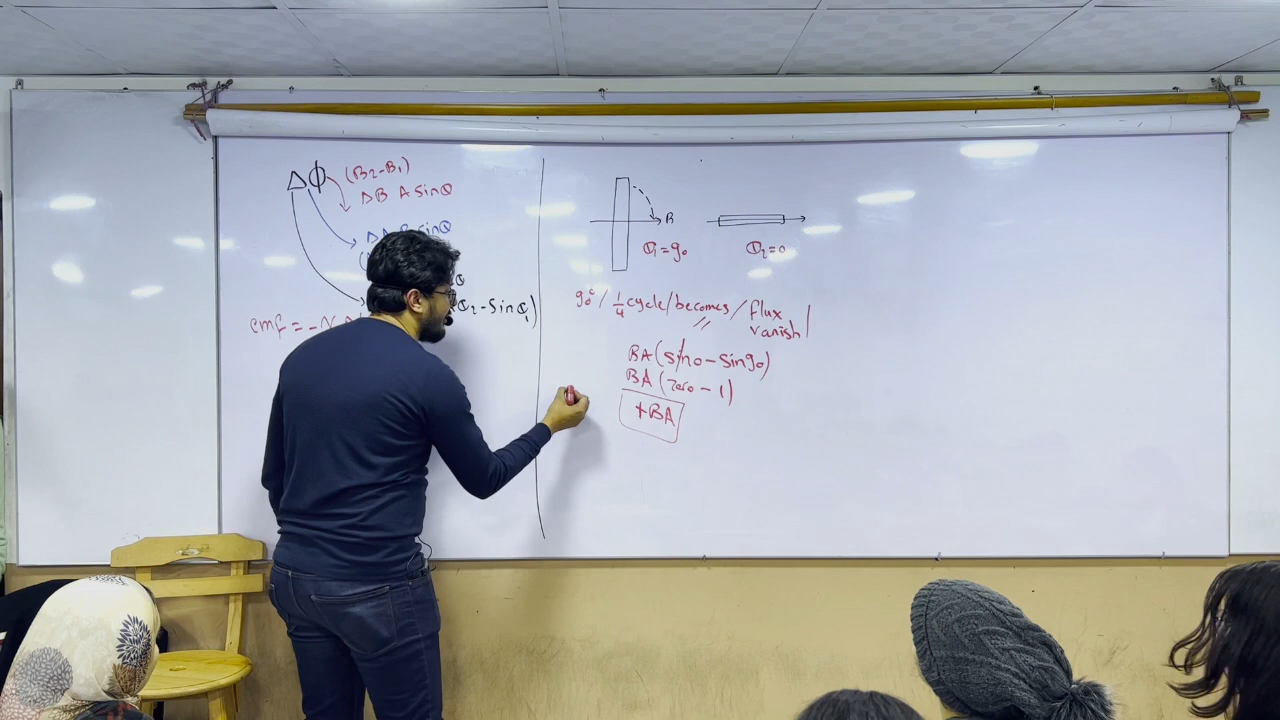 ΔΦ (B₂-B₁)
ΔB A sinθ
ΔA B sinθ
θ₂ - sinθ₁)
emf = -N
B
θ₁=90
θ₂=0
90° / 1/4 cycle / becomes / flux
vanish /
BA (sin0 - sin90)
BA (zero - 1)
+BA